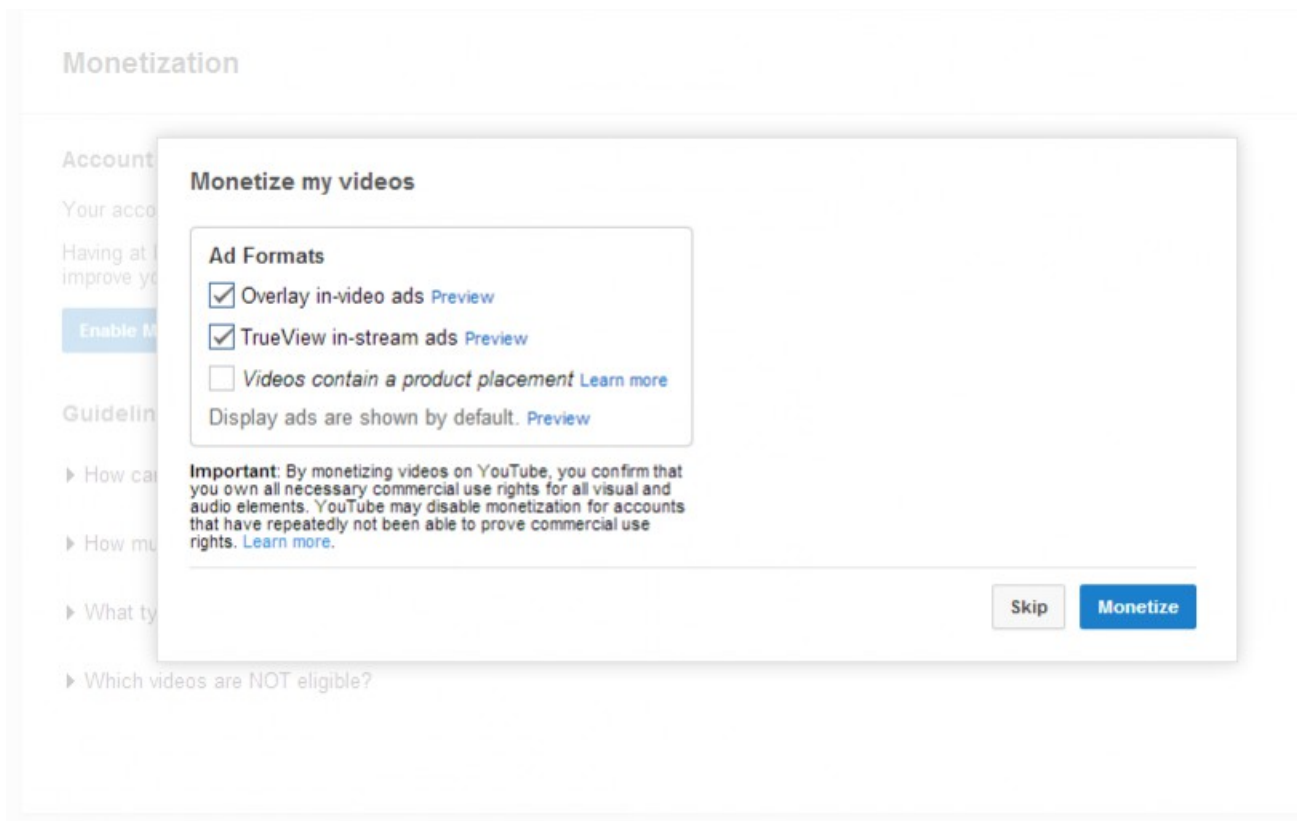 Monetization
Account
Monetize my videos
Your acco
Ad Formats
Having at
improve yo
Overlay in-video ads Preview
Enable M
TrueView in-stream ads Preview
Videos contain a product placement Learn more
Guidelin
Display ads are shown by default. Preview
How can
Important: By monetizing videos on YouTube, you confirm that
you own all necessary commercial use rights for all visual and
audio elements. YouTube may disable monetization for accounts
that have repeatedly not been able to prove commercial use
rights. Learn more.
How mu
Skip
Monetize
What ty
Which videos are NOT eligible?